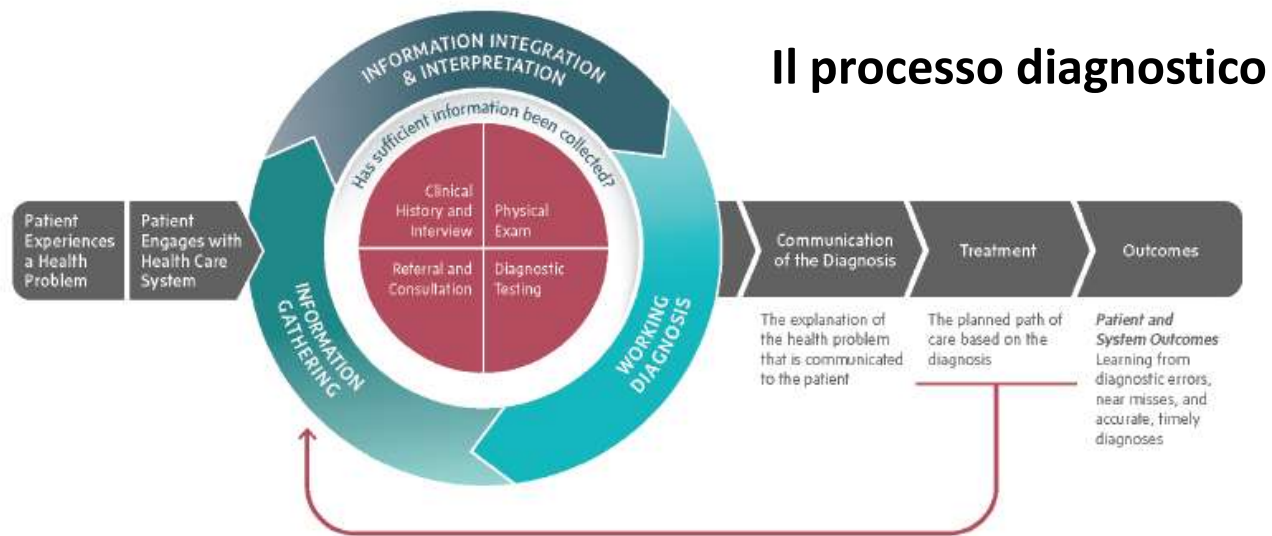 Il processo diagnostico
INFORMATION INTEGRATION
& INTERPRETATION
Has sufficient information been collected?
Clinical
History and
Interview
Physical
Exam
Referral and
Consultation
Diagnostic
Testing
INFORMATION
GATHERING
WORKING
DIAGNOSIS
Patient
Experiences
a Health
Problem
Patient
Engages with
Health Care
System
Communication
of the Diagnosis
Treatment
Outcomes
The explanation of
the health problem
that is communicated
to the patient
The planned path of
care based on the
diagnosis
Patient and
System Outcomes
Learning from
diagnostic errors,
near misses, and
accurate, timely
diagnoses